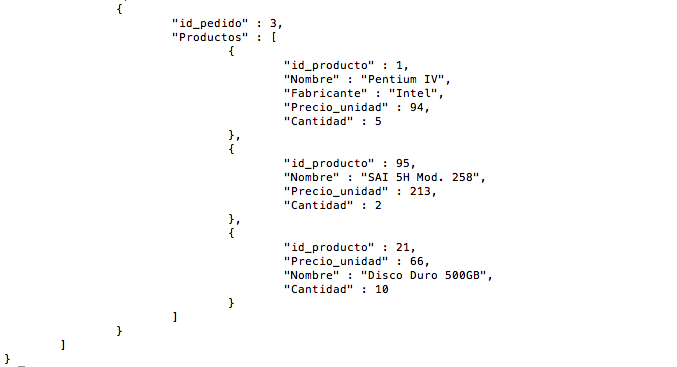 {
"id_pedido" : 3,
"Productos" : [
{
"id_producto" : 1,
"Nombre" : "Pentium IV",
"Fabricante" : "Intel",
"Precio_unidad" : 94,
"Cantidad" : 5
},
{
"id_producto" : 95,
"Nombre" : "SAI 5H Mod. 258",
"Precio_unidad" : 213,
"Cantidad" : 2
},
{
"id_producto" : 21,
"Precio_unidad" : 66,
"Nombre" : "Disco Duro 500GB",
"Cantidad" : 10
}
]
}
]
} _